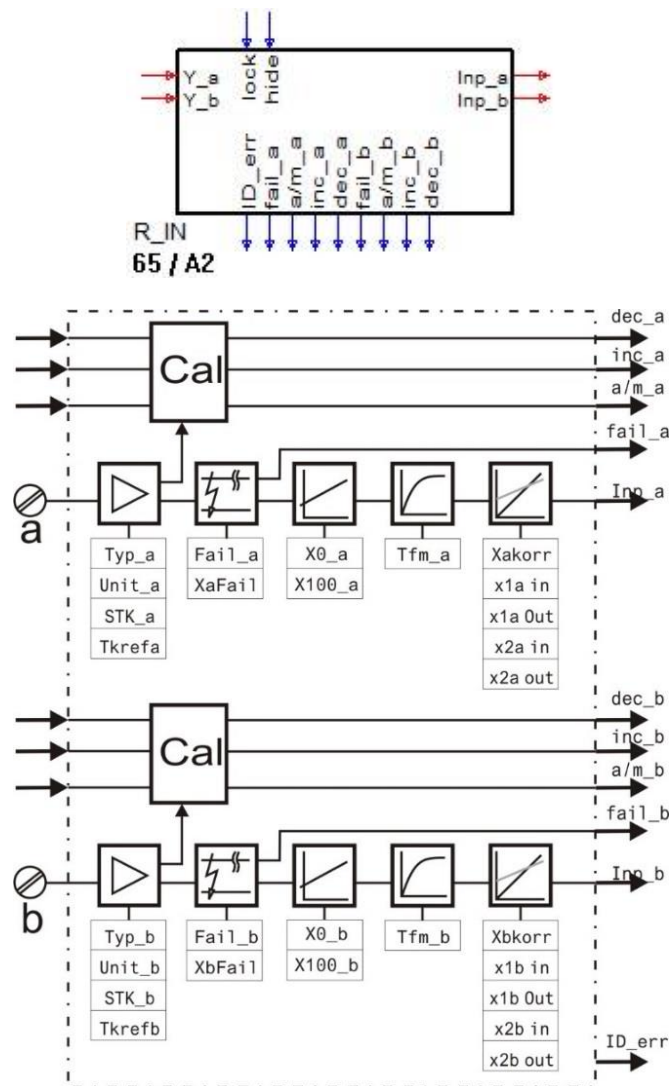 lock hide
Y_a Inp_a
Y_b Inp_b
ID_err fail_a a/m_a inc_a dec_a fail_b a/m_b inc_b dec_b
R_IN
65 / A2
dec_a
inc_a
Cal
a/m_a
fail_a
Inp_a
a
Typ_a Fail_a X0_a Tfm_a Xakorr
Unit_a XaFail X100_a x1a in
STK_a x1a Out
Tkrefa x2a in
x2a out
dec_b
inc_b
Cal
a/m_b
fail_b
Inp_b
b
Typ_b Fail_b X0_b Tfm_b Xbkorr
Unit_b XbFail X100_b x1b in
STK_b x1b Out
Tkrefb x2b in
x2b out
ID_err